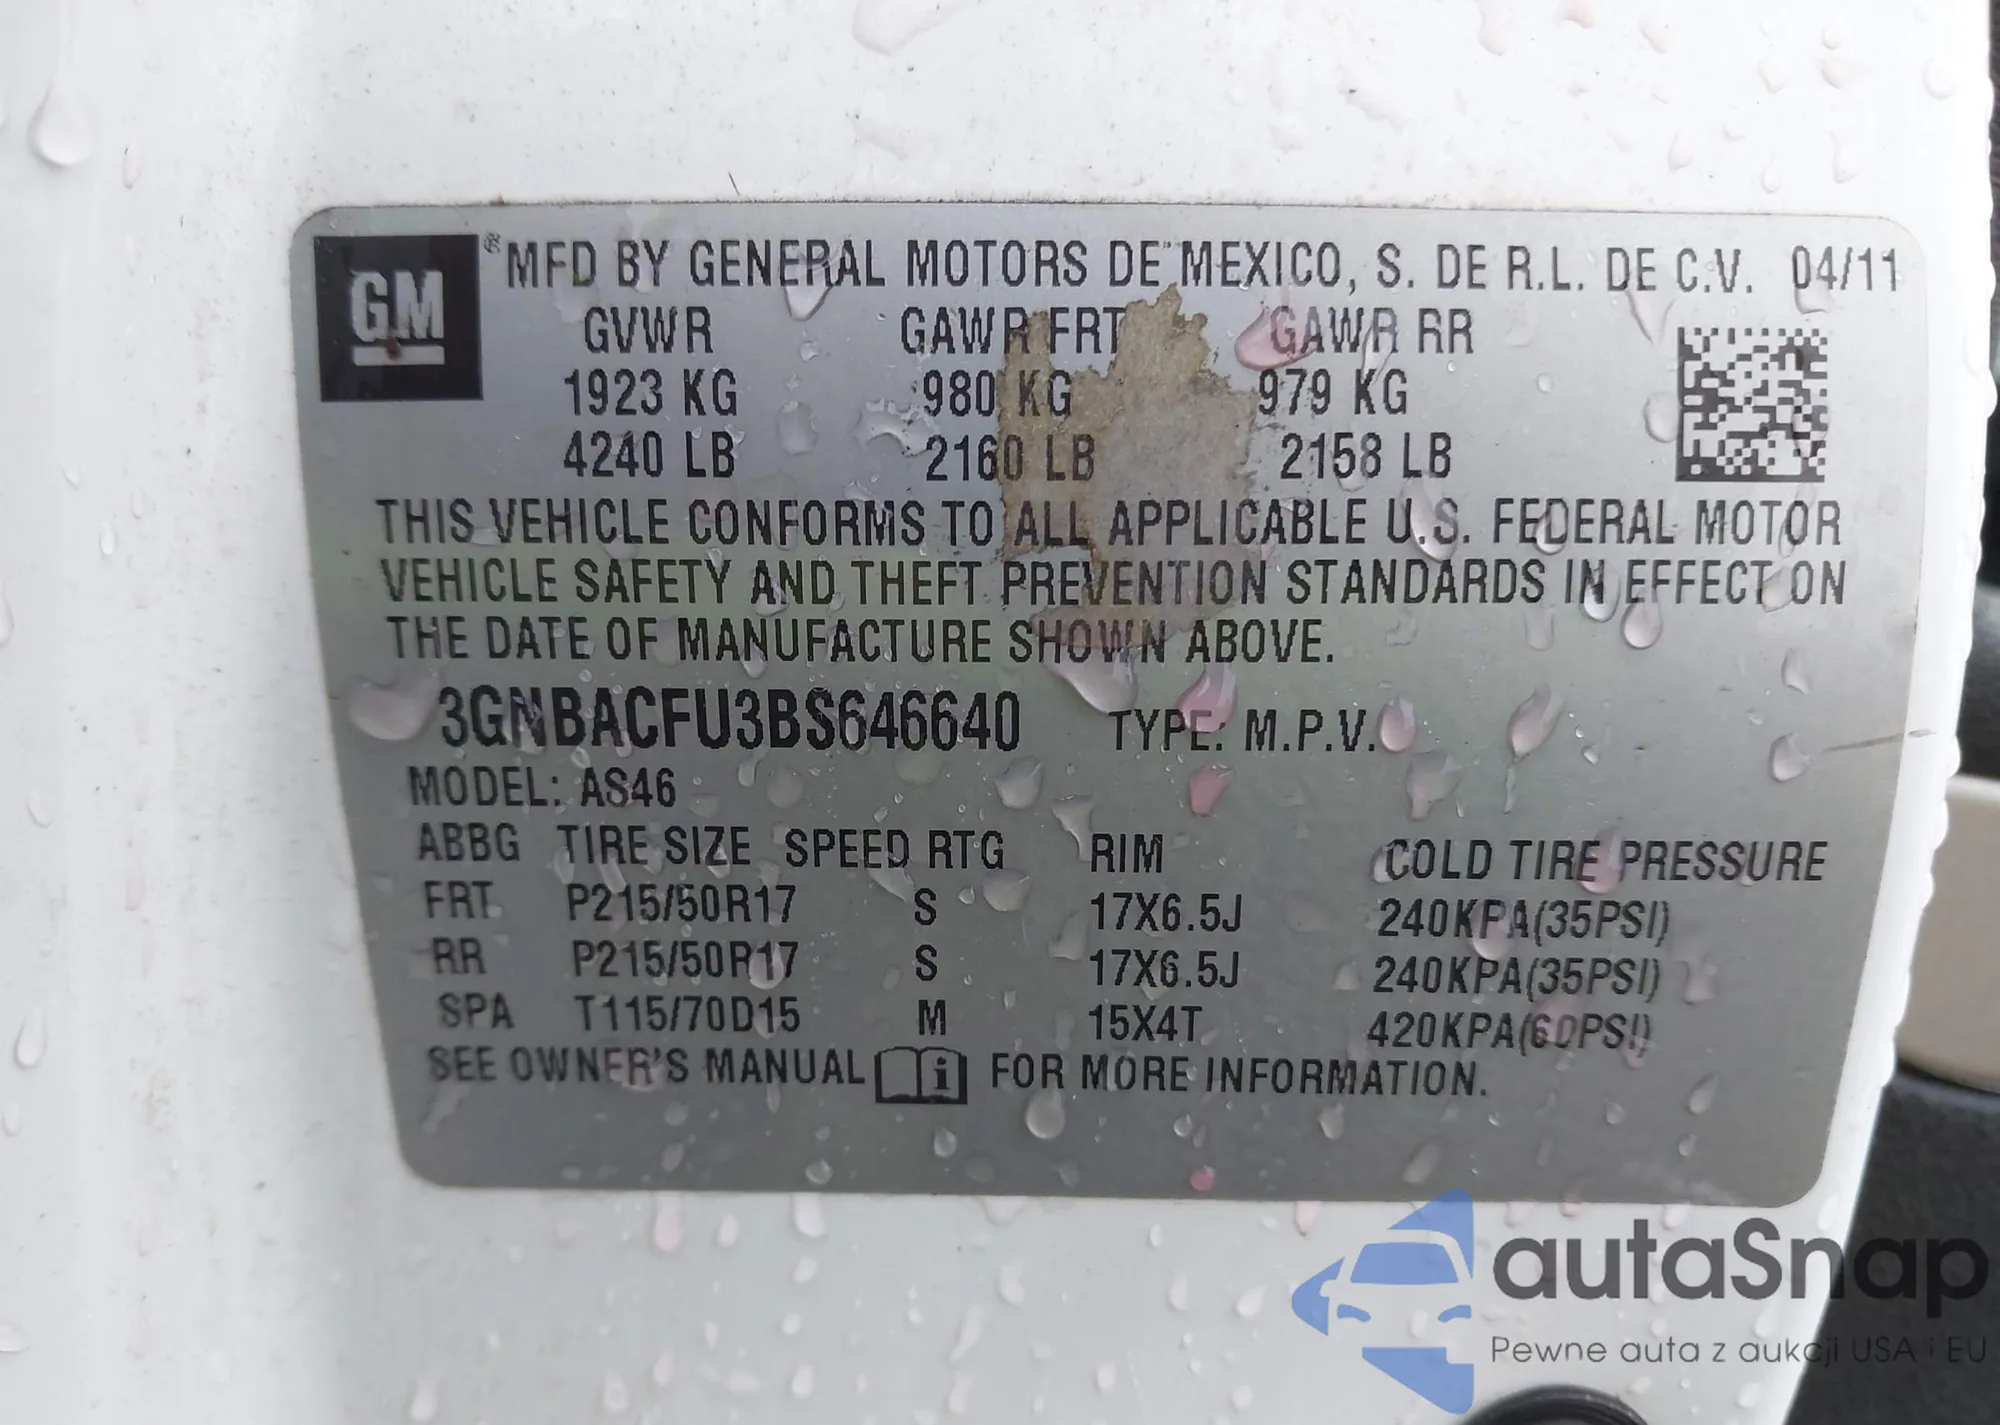 GM ® MFD BY GENERAL MOTORS DE MEXICO, S. DE R.L. DE C.V. 04/11
GVWR GAWR FRT GAWR RR
1923 KG 980 KG 979 KG
4240 LB 2160 LB 2158 LB
THIS VEHICLE CONFORMS TO ALL APPLICABLE U.S. FEDERAL MOTOR
VEHICLE SAFETY AND THEFT PREVENTION STANDARDS IN EFFECT ON
THE DATE OF MANUFACTURE SHOWN ABOVE.
3GNBACFU3BS646640 TYPE: M.P.V.
MODEL: AS46
ABBG TIRE SIZE SPEED RTG RIM COLD TIRE PRESSURE
FRT P215/50R17 S 17X6.5J 240KPA(35PSI)
RR P215/50R17 S 17X6.5J 240KPA(35PSI)
SPA T115/70D15 M 15X4T 420KPA(60PSI)
SEE OWNER'S MANUAL i FOR MORE INFORMATION.
autaSnap
Pewne auta z aukcji USA i EU